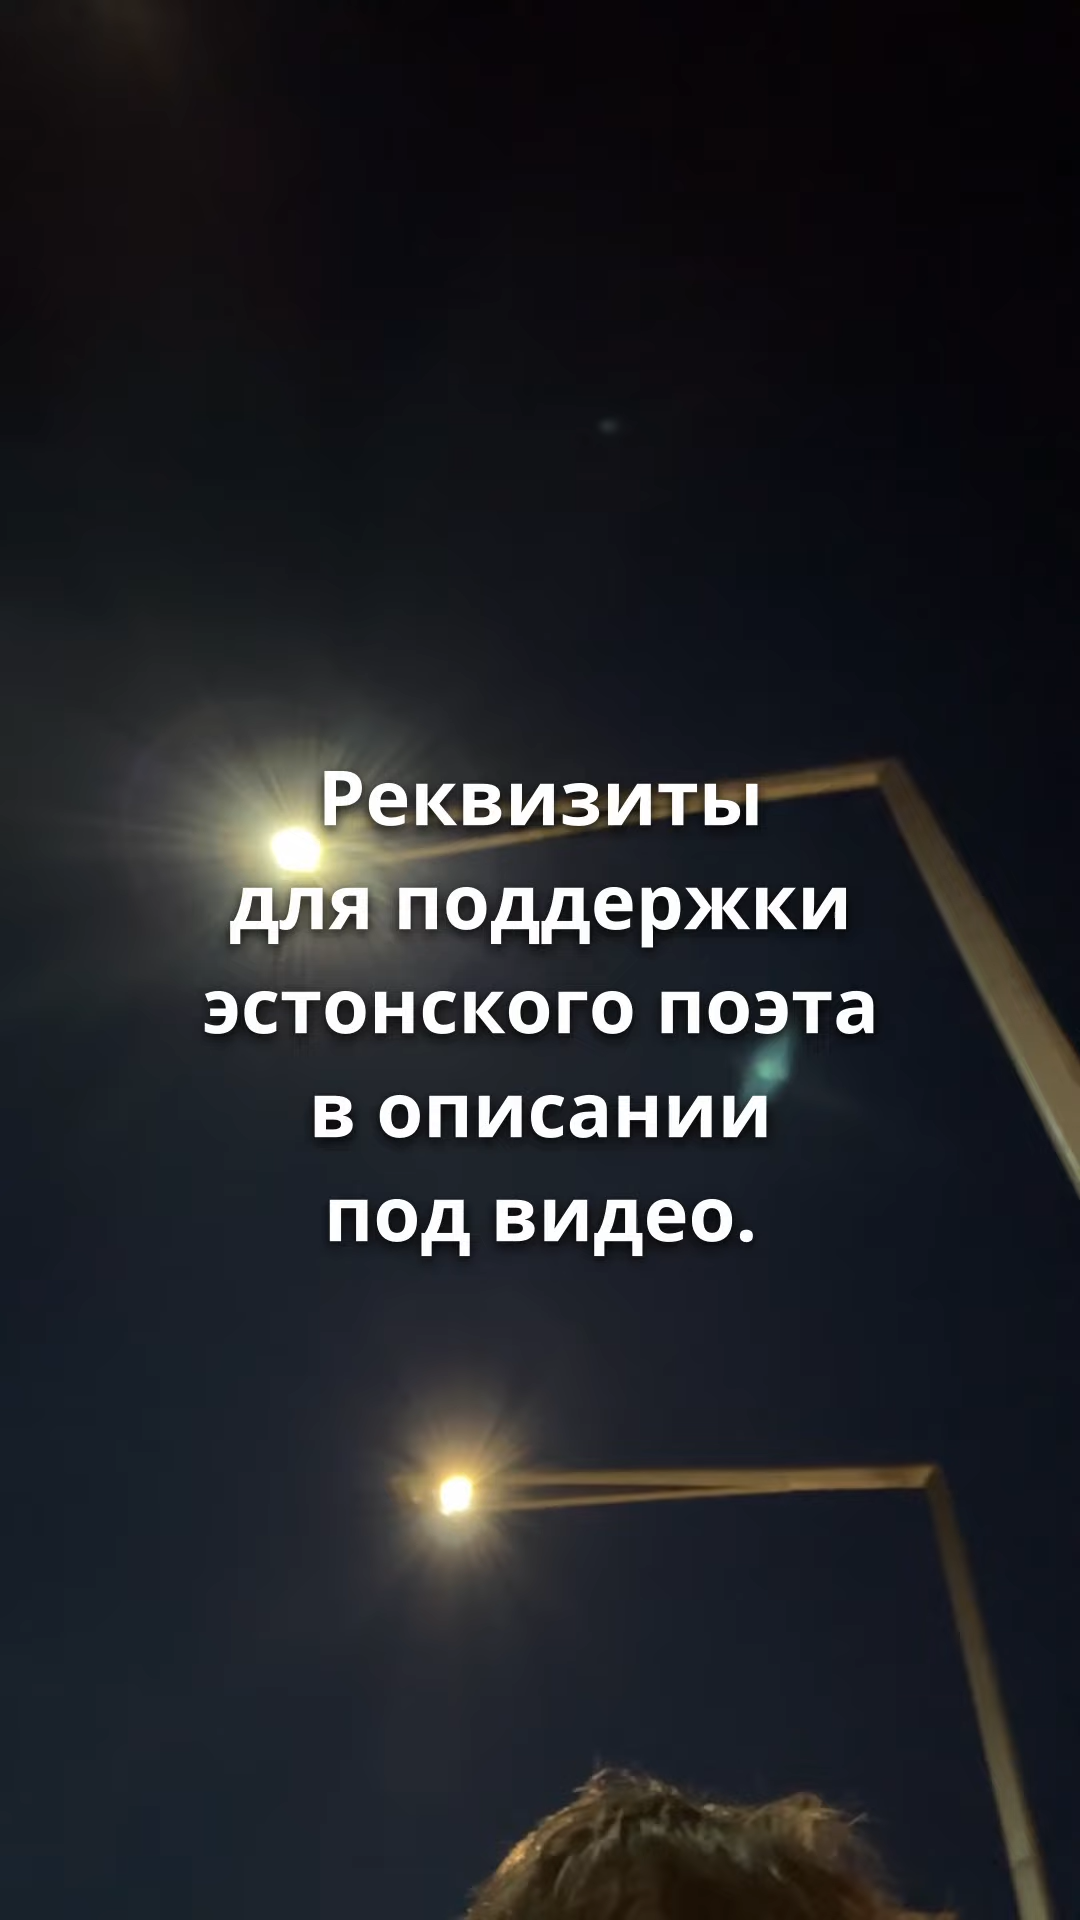 Реквизиты
для поддержки
эстонского поэта
в описании
под видео.